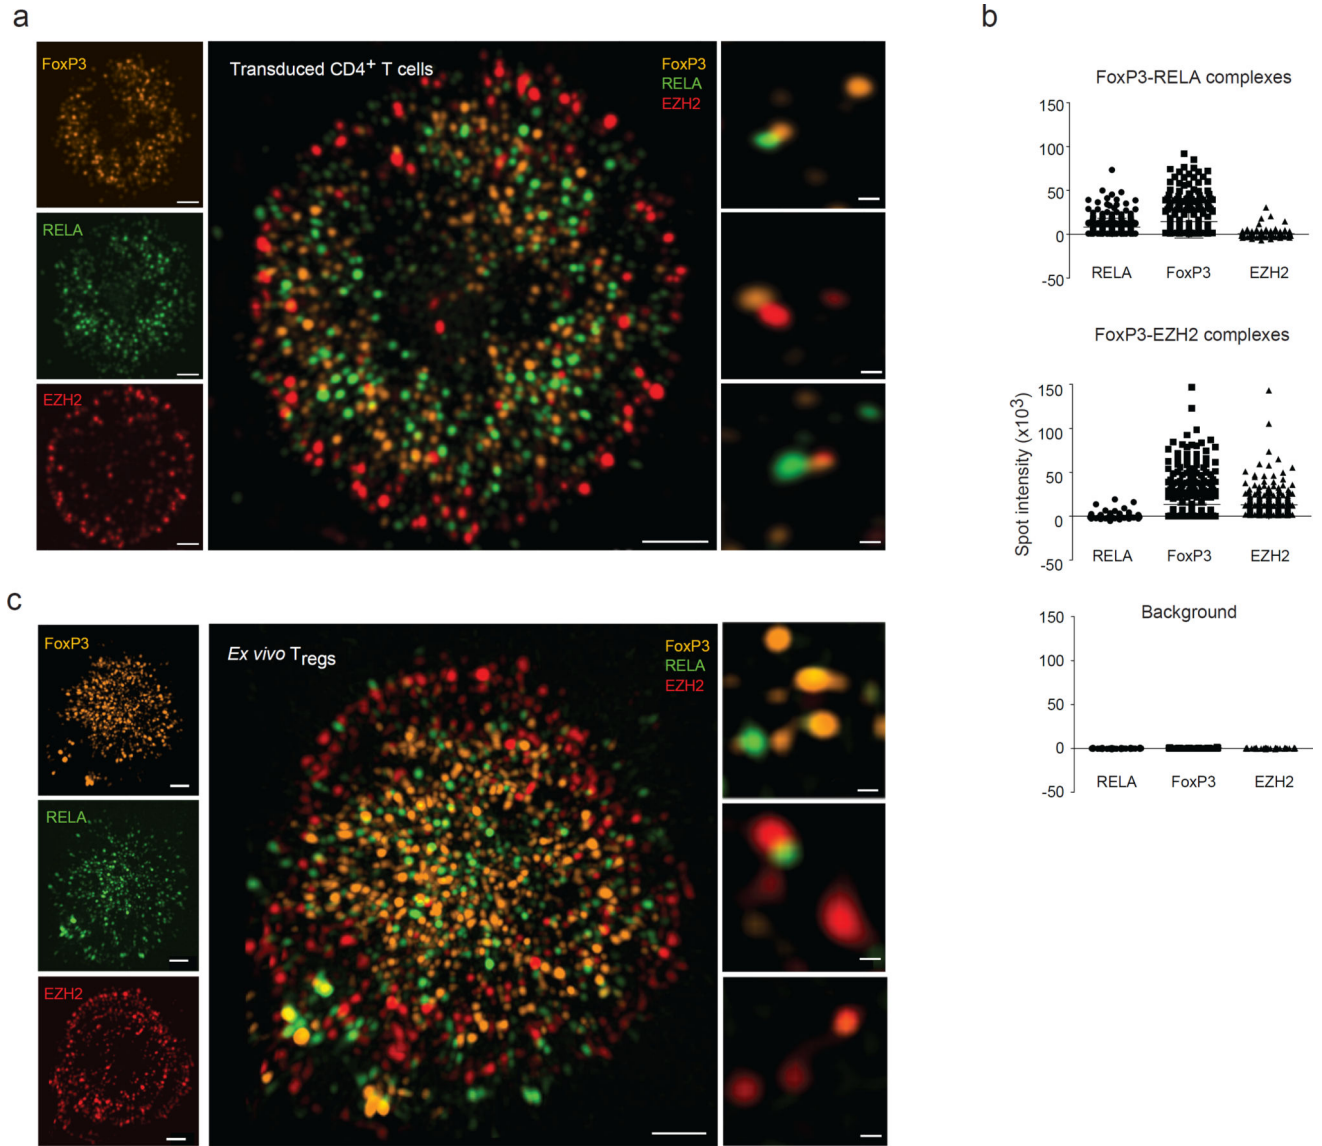 a
FoxP3
RELA
EZH2
Transduced CD4+ T cells
FoxP3
RELA
EZH2
b
FoxP3-RELA complexes
150
100
50
0
-50
RELA FoxP3 EZH2
FoxP3-EZH2 complexes
Spot intensity (x10³)
150
100
50
0
-50
RELA FoxP3 EZH2
Background
150
100
50
0
-50
RELA FoxP3 EZH2
c
FoxP3
RELA
EZH2
Ex vivo Tregs
FoxP3
RELA
EZH2